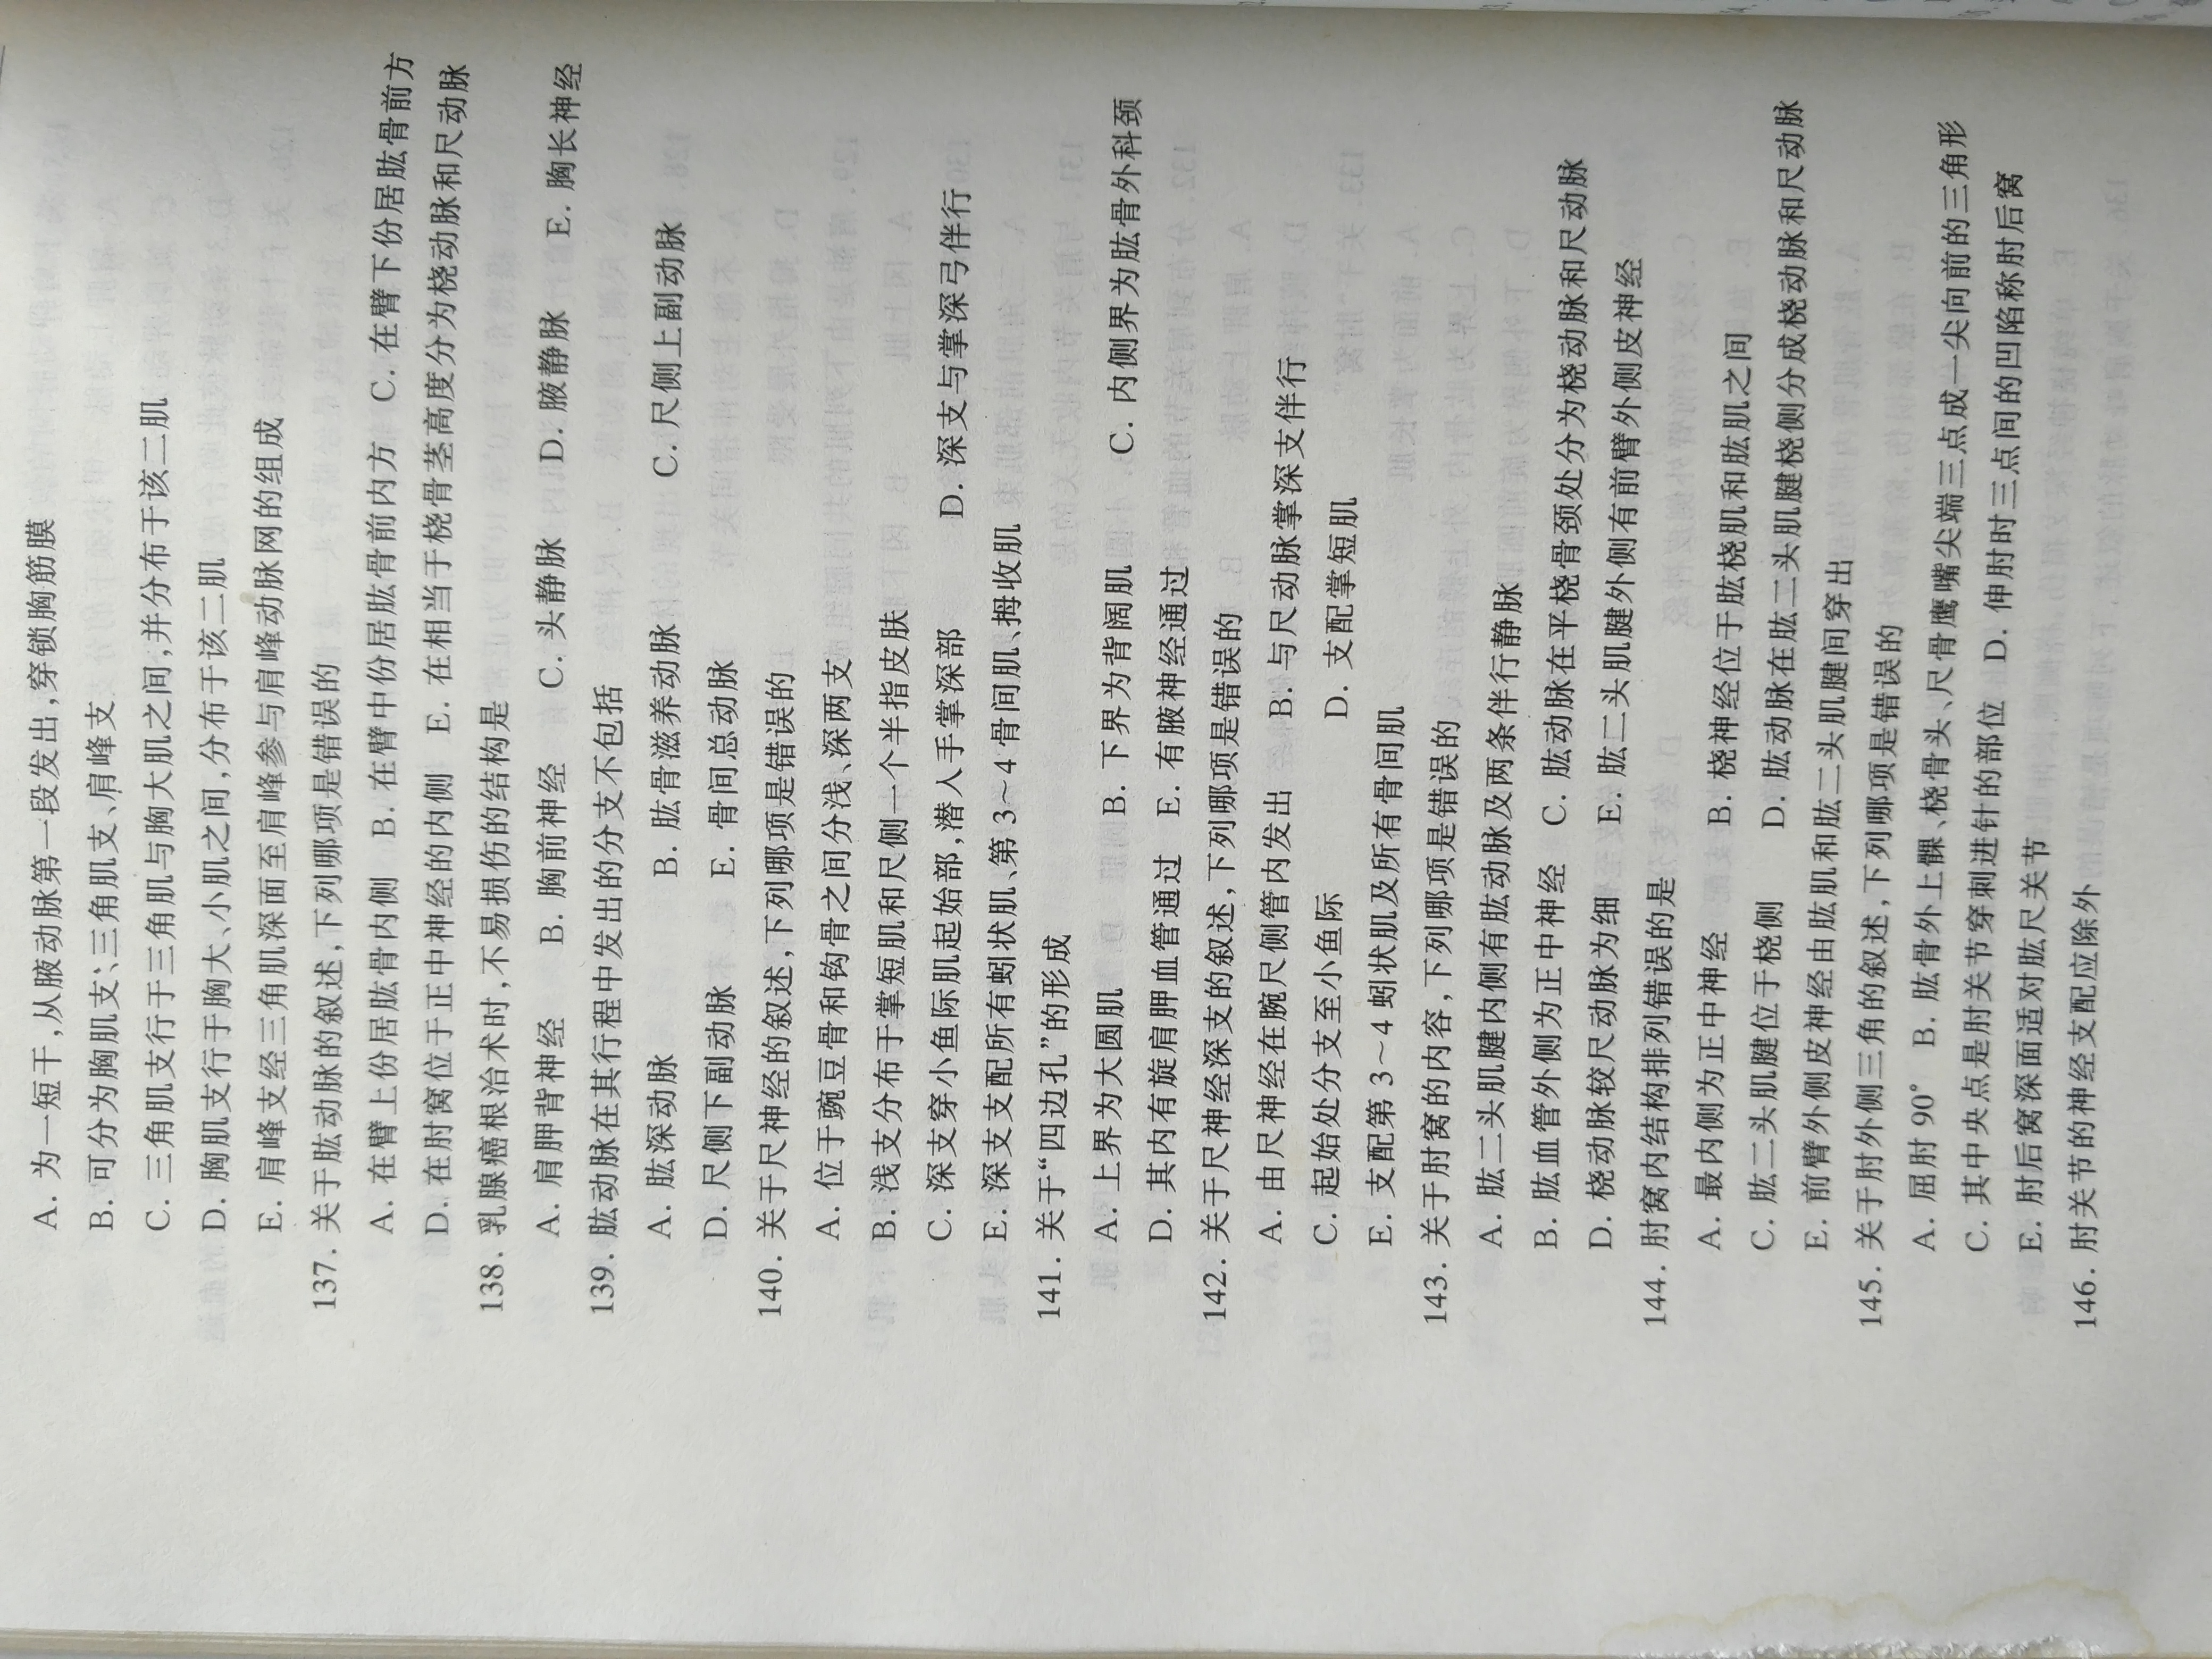 A. 为一短干,从腋动脉第一段发出,穿锁胸筋膜
B. 可分为胸肌支、三角肌支、肩峰支
C. 三角肌支行于三角肌与胸大肌之间,并分布于该二肌
D. 胸肌支行于胸大、小肌之间,分布于该二肌
E. 肩峰支经三角肌深面至肩峰参与肩峰动脉网的组成
137. 关于肱动脉的叙述,下列哪项是错误的
A. 在臂上份居肱骨内侧 B. 在臂中份居肱骨前内方 C. 在臂下份居肱骨前方
D. 在肘窝位于正中神经的内侧 E. 在相当于桡骨茎高度分为桡动脉和尺动脉
138. 乳腺癌根治术时,不易损伤的结构是
A. 肩胛背神经 B. 胸前神经 C. 头静脉 D. 腋静脉 E. 胸长神经
139. 肱动脉在其行程中发出的分支不包括
A. 肱深动脉 B. 肱骨滋养动脉 C. 尺侧上副动脉
D. 尺侧下副动脉 E. 骨间总动脉
140. 关于尺神经的叙述,下列哪项是错误的
A. 位于豌豆骨和钩骨之间分浅、深两支
B. 浅支分布于掌短肌和尺侧一个半指皮肤
C. 深支穿小鱼际肌起始部,潜入手掌深部 D. 深支与掌深弓伴行
E. 深支支配所有蚓状肌、第 3~4 骨间肌、拇收肌
141. 关于“四边孔”的形成
A. 上界为大圆肌 B. 下界为背阔肌 C. 内侧界为肱骨外科颈
D. 其内有旋肩胛血管通过 E. 有腋神经通过
142. 关于尺神经深支的叙述,下列哪项是错误的
A. 由尺神经在腕尺侧管内发出 B. 与尺动脉掌深支伴行
C. 起始处分支至小鱼际 D. 支配掌短肌
E. 支配第 3~4 蚓状肌及所有骨间肌
143. 关于肘窝的内容,下列哪项是错误的
A. 肱二头肌腱内侧有肱动脉及两条伴行静脉
B. 肱血管外侧为正中神经 C. 肱动脉在平桡骨颈处分为桡动脉和尺动脉
D. 桡动脉较尺动脉为细 E. 肱二头肌腱外侧有前臂外侧皮神经
144. 肘窝内结构排列错误的是
A. 最内侧为正中神经 B. 桡神经位于肱桡肌和肱肌之间
C. 肱二头肌腱位于桡侧 D. 肱动脉在肱二头肌腱桡侧分成桡动脉和尺动脉
E. 前臂外侧皮神经由肱肌和肱二头肌腱间穿出
145. 关于肘外侧三角的叙述,下列哪项是错误的
A. 屈肘 90° B. 肱骨外上髁、桡骨头、尺骨鹰嘴尖端三点成一尖向前的三角形
C. 其中央点是肘关节穿刺进针的部位 D. 伸肘时三点间的凹陷称肘后窝
E. 肘后窝深面适对肱尺关节
146. 肘关节的神经支配应除外